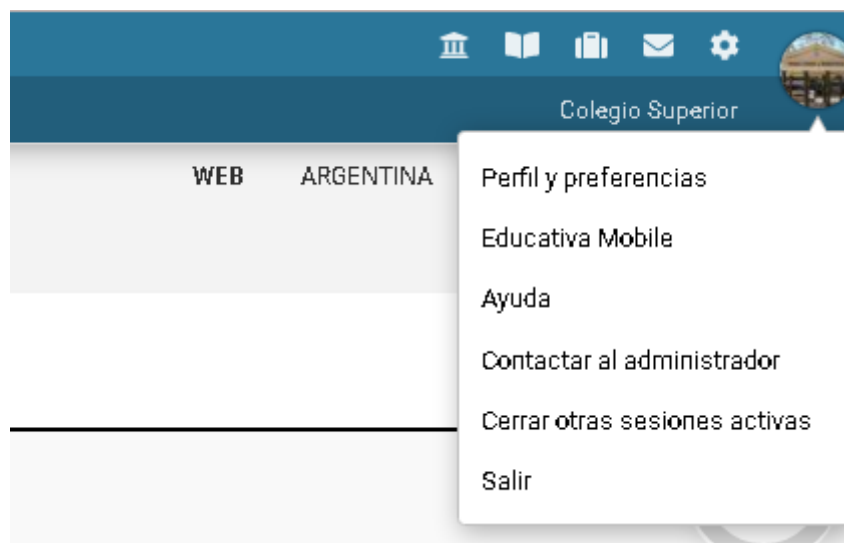 Colegio Superior
WEB ARGENTINA
Perfil y preferencias
Educativa Mobile
Ayuda
Contactar al administrador
Cerrar otras sesiones activas
Salir